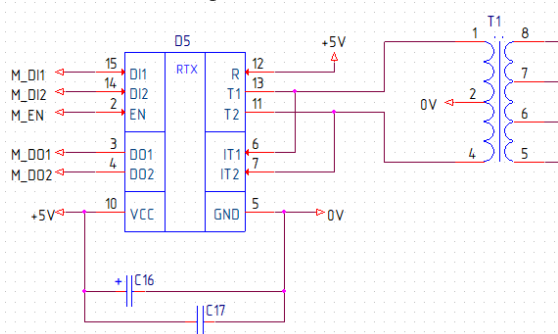 T1
D5
+5V
1
8
M_DI1
15
DI1
RTX
R
12
M_DI2
14
DI2
T1
13
7
M_EN
2
EN
T2
11
0V
2
6
M_DO1
3
DO1
IT1
6
4
5
M_DO2
4
DO2
IT2
7
+5V
10
VCC
GND
5
0V
+
C16
C17